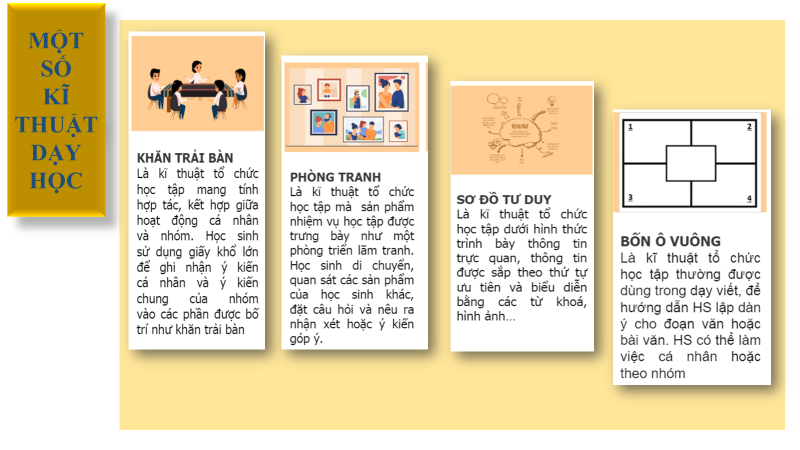 MỘT
SỐ
KĨ
THUẬT
DẠY
HỌC
KHĂN TRẢI BÀN
Là kĩ thuật tổ chức
học tập mang tính
hợp tác, kết hợp giữa
hoạt động cá nhân
và nhóm. Học sinh
sử dụng giấy khổ lớn
để ghi nhận ý kiến
cá nhân và ý kiến
chung của nhóm
vào các phần được bố
trí như khăn trải bàn
PHÒNG TRANH
Là kĩ thuật tổ chức
học tập mà sản phẩm
nhiệm vụ học tập được
trưng bày như một
phòng triển lãm tranh.
Học sinh di chuyển,
quan sát các sản phẩm
của học sinh khác,
đặt câu hỏi và nêu ra
nhận xét hoặc ý kiến
góp ý.
SƠ ĐỒ TƯ DUY
Là kĩ thuật tổ chức
học tập dưới hình thức
trình bày thông tin
trực quan, thông tin
được sắp theo thứ tự
ưu tiên và biểu diễn
bằng các từ khoá,
hình ảnh...
1
2
3
4
BỐN Ô VUÔNG
Là kĩ thuật tổ chức
học tập thường được
dùng trong dạy viết, để
hướng dẫn HS lập dàn
ý cho đoạn văn hoặc
bài văn. HS có thể làm
việc cá nhân hoặc
theo nhóm